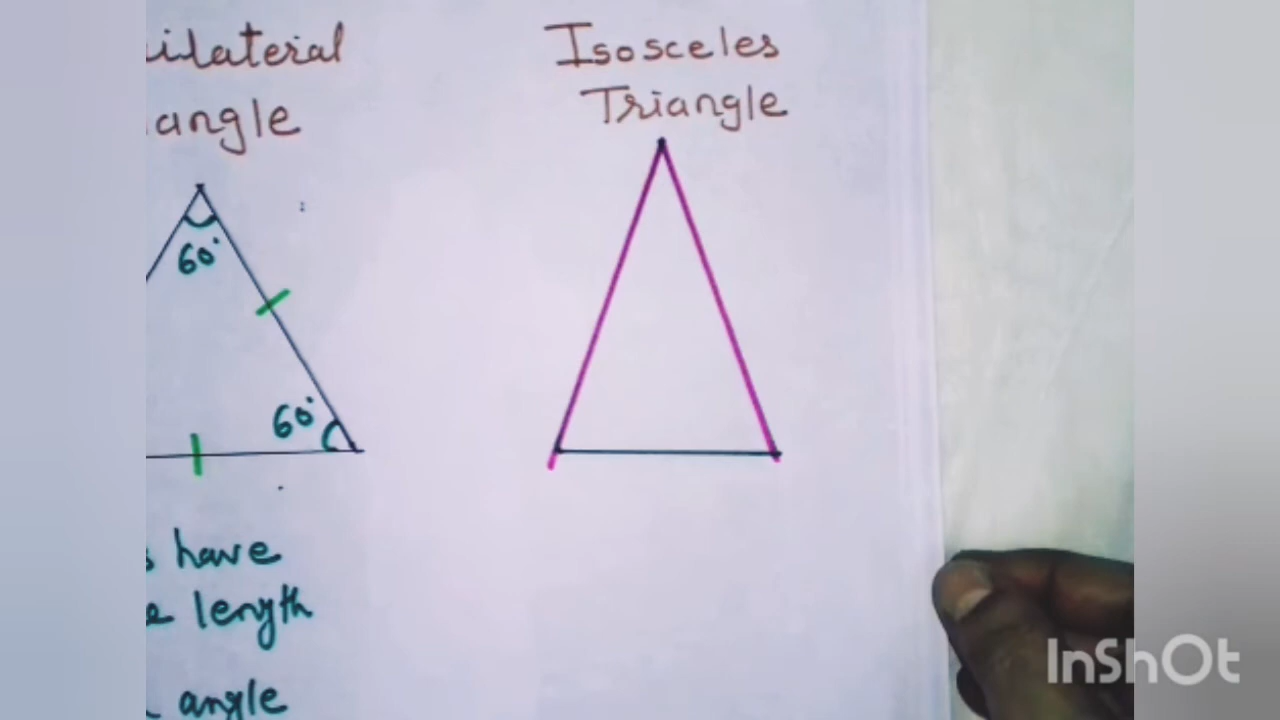 ilateral
angle
Isosceles
Triangle
60°
60°
have
length
angle
InShOt